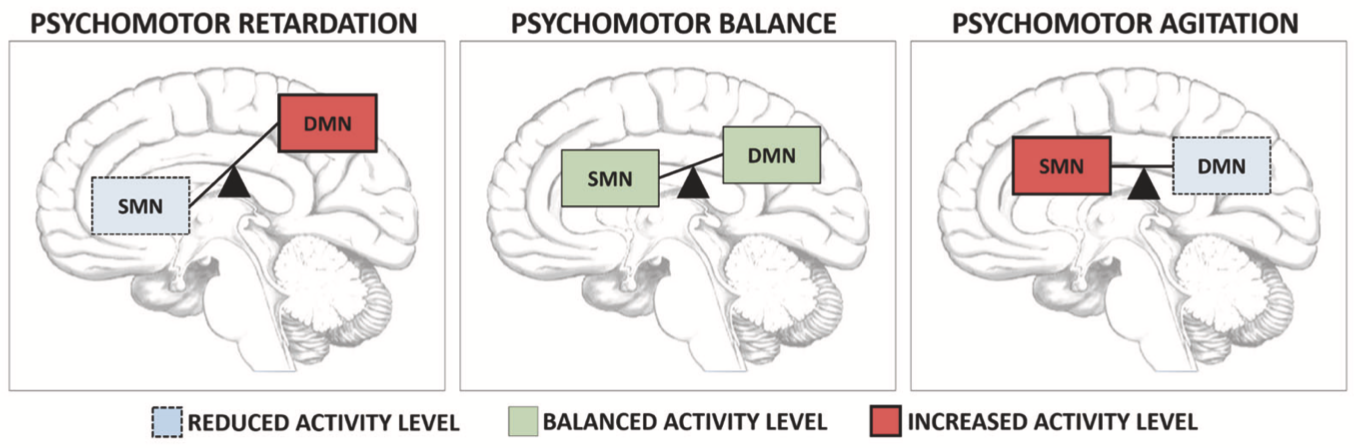 PSYCHOMOTOR RETARDATION
PSYCHOMOTOR BALANCE
PSYCHOMOTOR AGITATION
DMN
SMN
DMN
SMN
SMN
DMN
REDUCED ACTIVITY LEVEL
BALANCED ACTIVITY LEVEL
INCREASED ACTIVITY LEVEL